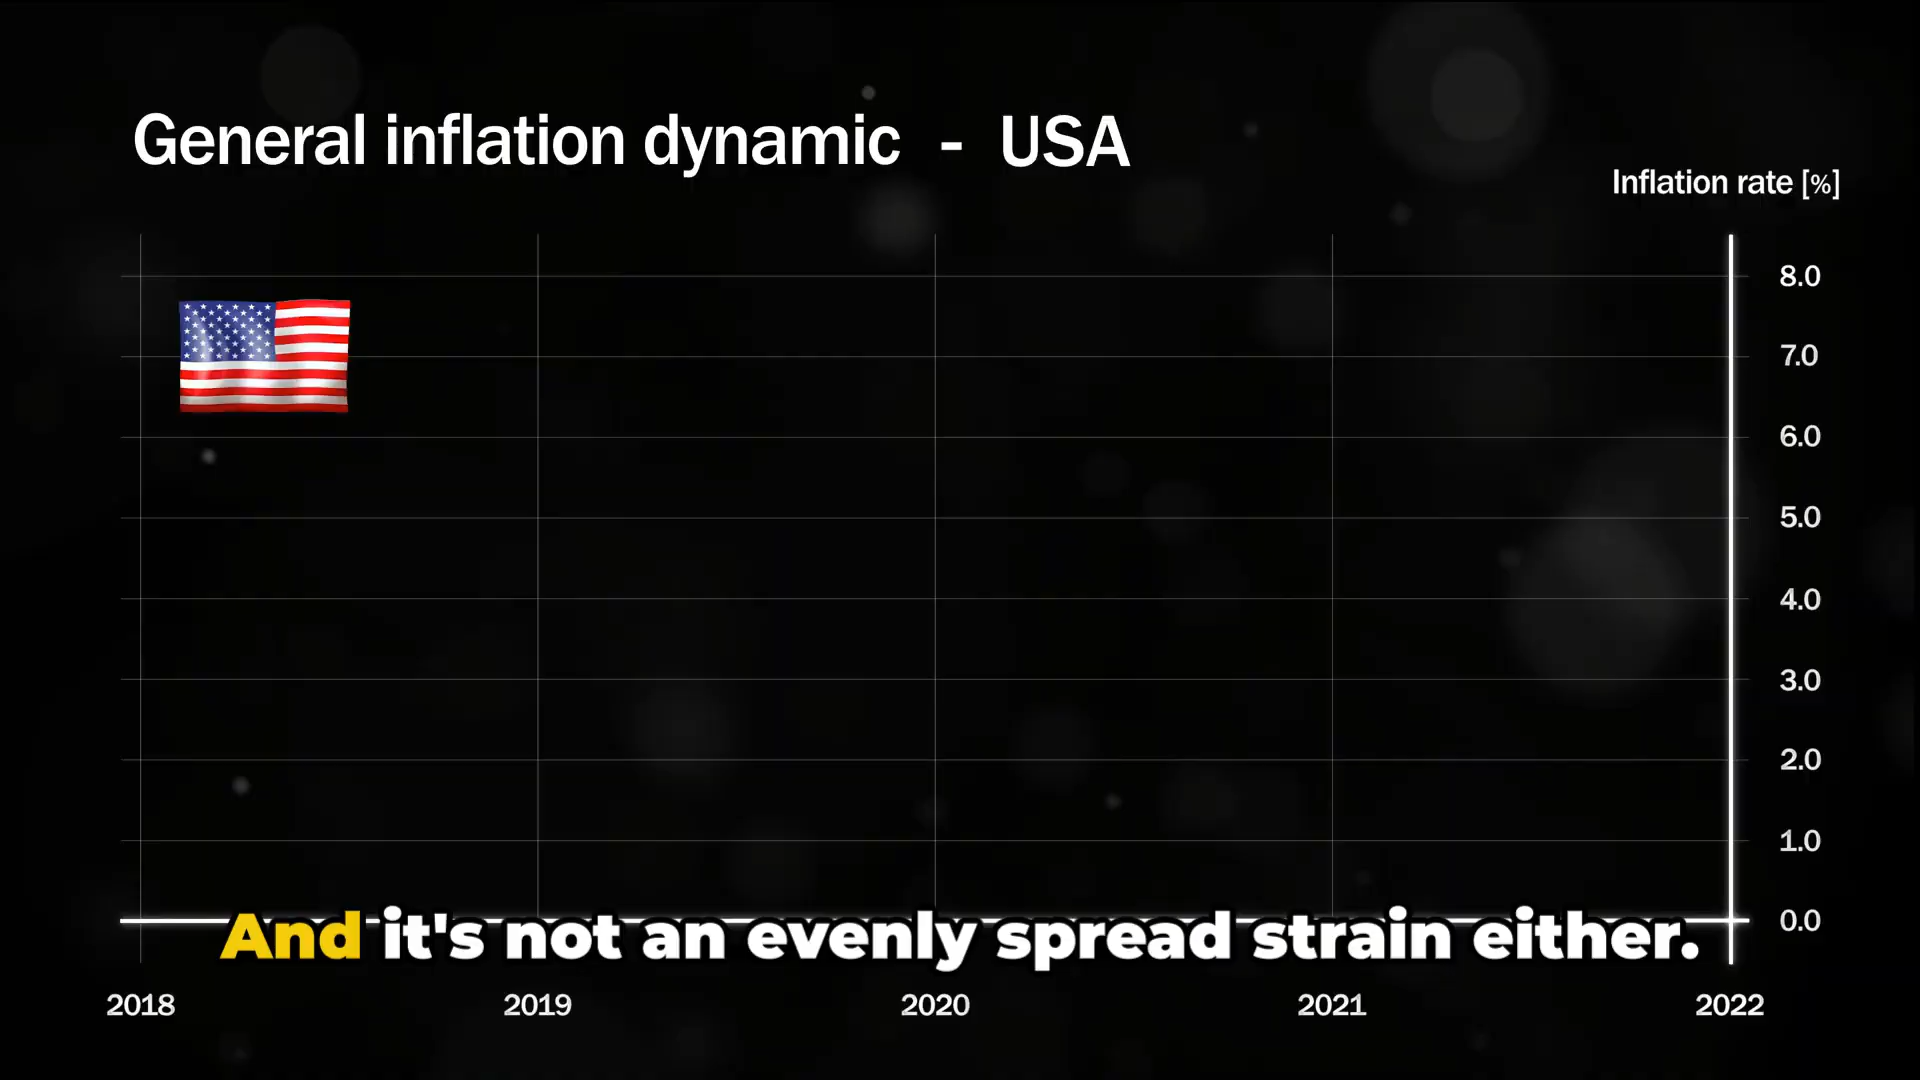 General inflation dynamic - USA
Inflation rate [%]
8.0
7.0
6.0
5.0
4.0
3.0
2.0
1.0
0.0
And it's not an evenly spread strain either.
2018 2019 2020 2021 2022